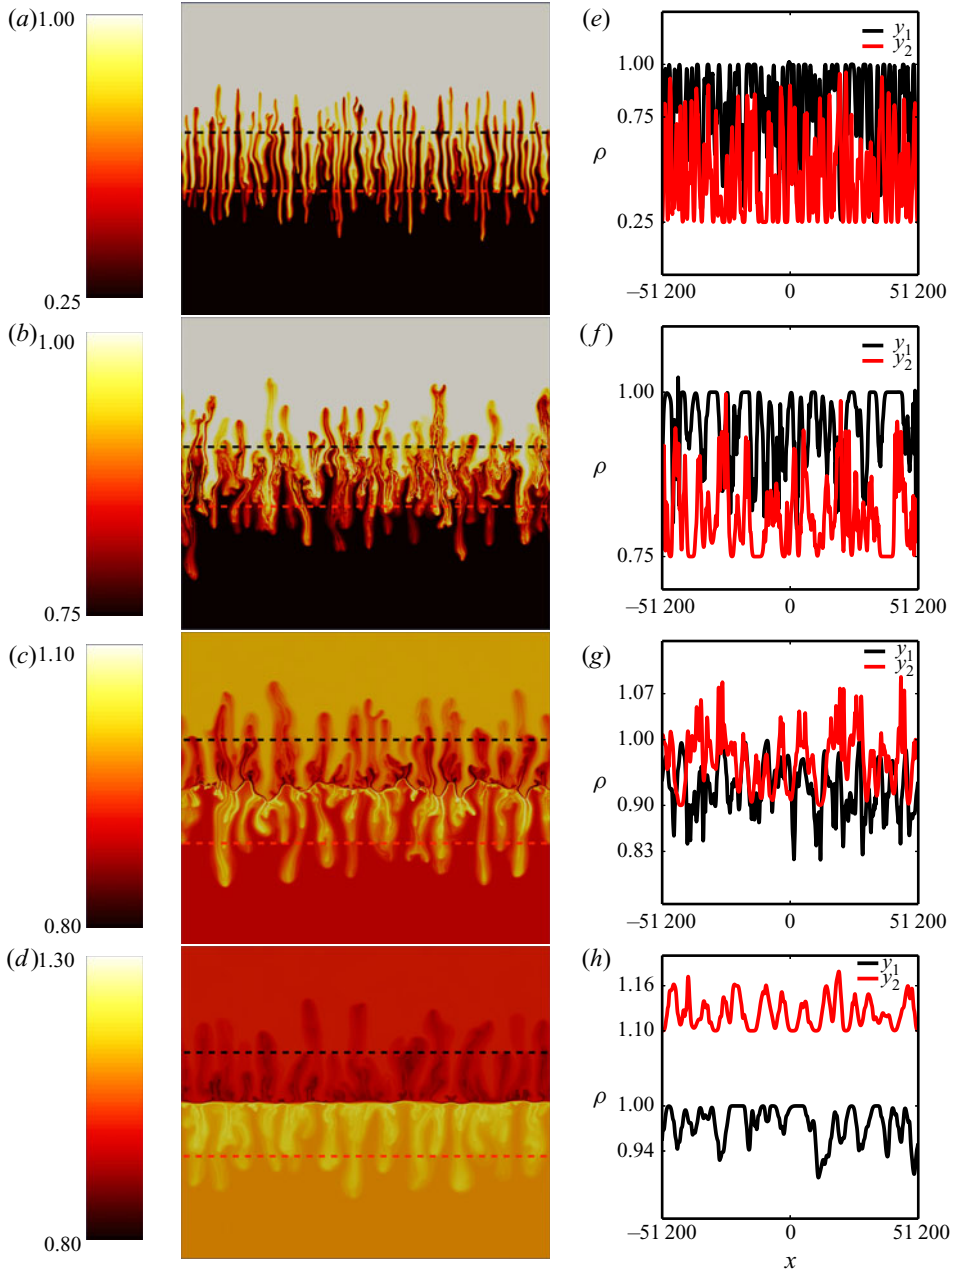 (a) 1.00
0.25
(e)
y1
y2
1.00
0.75
ρ
0.25
−51 200 0 51 200
(b) 1.00
0.75
(f)
y1
y2
1.00
ρ
0.75
−51 200 0 51 200
(c) 1.10
0.80
(g)
y1
y2
1.07
1.00
ρ
0.90
0.83
−51 200 0 51 200
(d) 1.30
0.80
(h)
y1
y2
1.16
1.10
ρ
1.00
0.94
−51 200 0 51 200
x